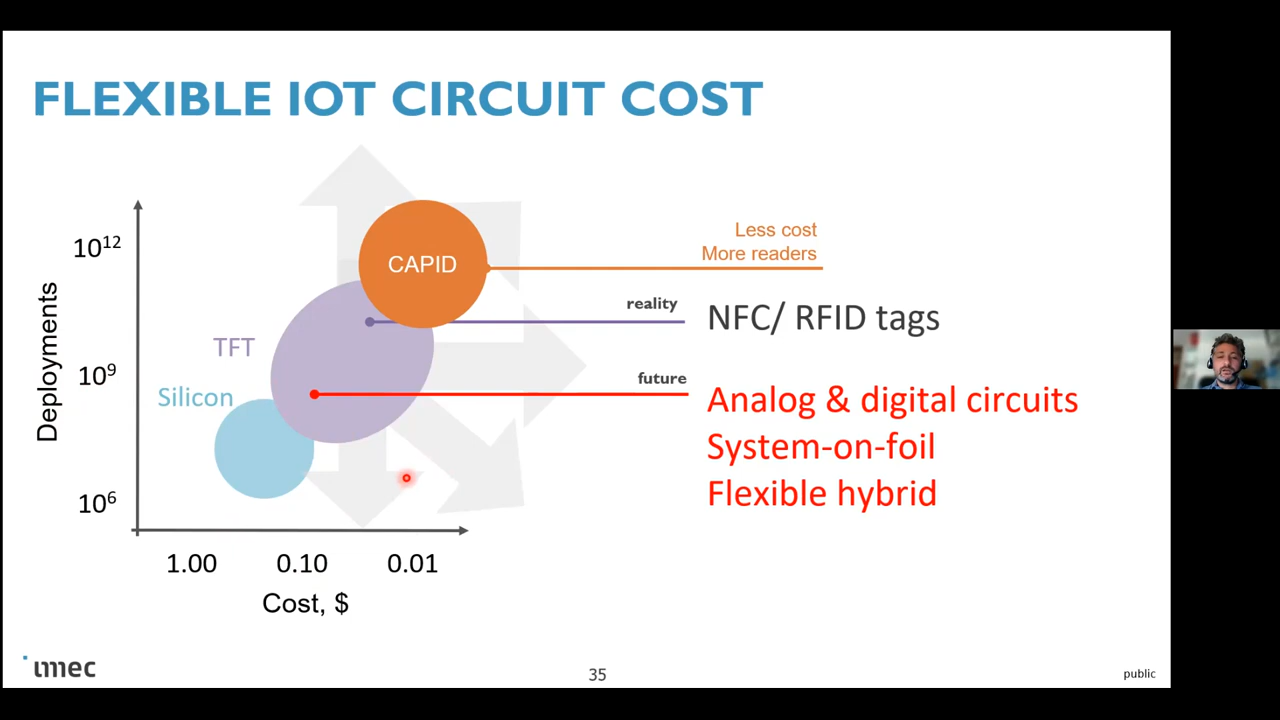 FLEXIBLE IOT CIRCUIT COST
Deployments
10¹²
10⁹
10⁶
CAPID
TFT
Silicon
Less cost
More readers
reality
NFC/ RFID tags
future
Analog & digital circuits
System-on-foil
Flexible hybrid
1.00
0.10
0.01
Cost, $
imec
35
public